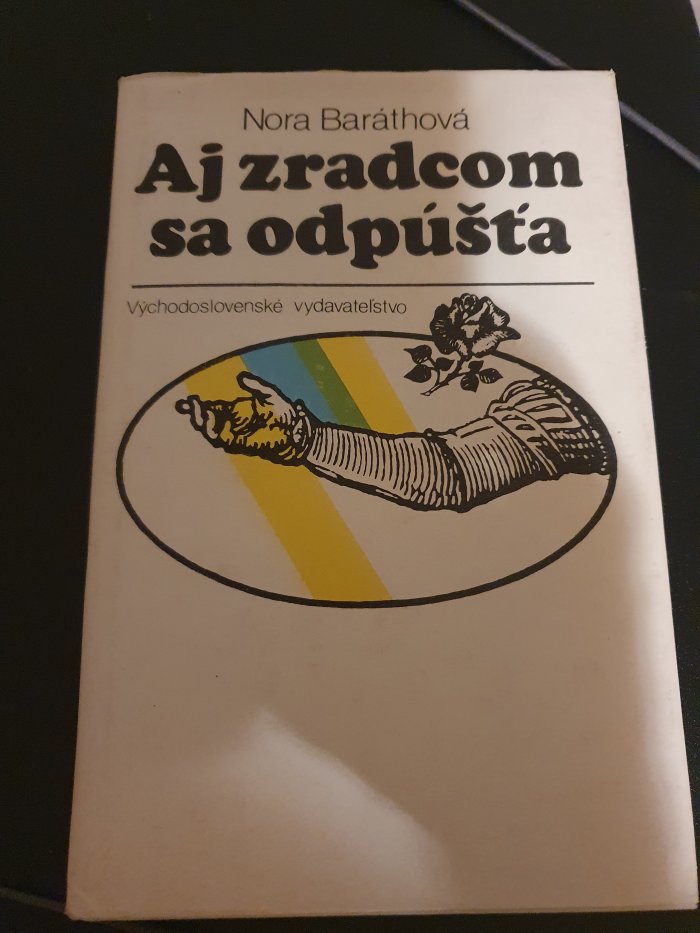 Nora Baráthová
Aj zradcom
sa odpúšťa
Východoslovenské vydavateľstvo